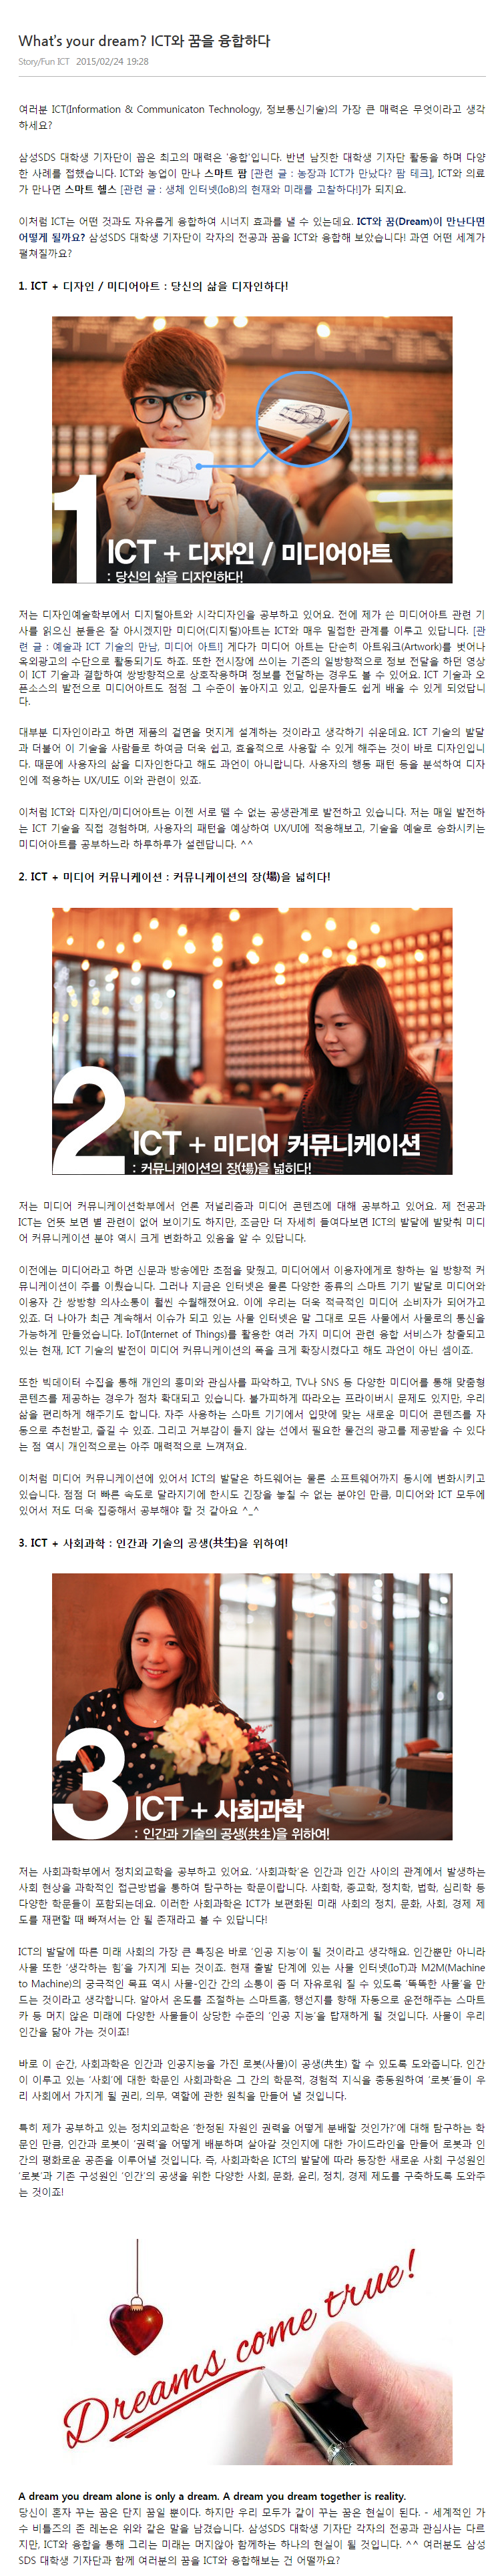 What's your dream? ICT와 꿈을 융합하다
Story/Fun ICT 2015/02/24 19:28
여러분 ICT(Information & Communicaton Technology, 정보통신기술)의 가장 큰 매력은 무엇이라고 생각
하세요?
삼성SDS 대학생 기자단이 꼽은 최고의 매력은 '융합'입니다. 반년 남짓한 대학생 기자단 활동을 하며 다양
한 사례를 접했습니다. ICT와 농업이 만나 스마트 팜 [관련 글 : 농장과 ICT가 만났다? 팜 테크], ICT와 의료
가 만나면 스마트 헬스 [관련 글 : 생체 인터넷(IoB)의 현재와 미래를 고찰하다!]가 되지요.
이처럼 ICT는 어떤 것과도 자유롭게 융합하여 시너지 효과를 낼 수 있는데요. ICT와 꿈(Dream)이 만난다면
어떻게 될까요? 삼성SDS 대학생 기자단이 각자의 전공과 꿈을 ICT와 융합해 보았습니다! 과연 어떤 세계가
펼쳐질까요?
1. ICT + 디자인 / 미디어아트 : 당신의 삶을 디자인하다!
1
ICT + 디자인 / 미디어아트
: 당신의 삶을 디자인하다!
저는 디자인예술학부에서 디지털아트와 시각디자인을 공부하고 있어요. 전에 제가 쓴 미디어아트 관련 기
사를 읽으신 분들은 잘 아시겠지만 미디어(디지털)아트는 ICT와 매우 밀접한 관계를 이루고 있답니다. [관
련 글 : 예술과 ICT 기술의 만남, 미디어 아트!] 게다가 미디어 아트는 단순히 아트워크(Artwork)를 벗어나
옥외광고의 수단으로 활동되기도 하죠. 또한 전시장에 쓰이는 기존의 일방향적으로 정보 전달을 하던 영상
이 ICT 기술과 결합하여 쌍방향적으로 상호작용하며 정보를 전달하는 경우도 볼 수 있어요. ICT 기술과 오
픈소스의 발전으로 미디어아트도 점점 그 수준이 높아지고 있고, 입문자들도 쉽게 배울 수 있게 되었답니
다.
대부분 디자인이라고 하면 제품의 겉면을 멋지게 설계하는 것이라고 생각하기 쉬운데요. ICT 기술의 발달
과 더불어 이 기술을 사람들로 하여금 더욱 쉽고, 효율적으로 사용할 수 있게 해주는 것이 바로 디자인입니
다. 때문에 사용자의 삶을 디자인한다고 해도 과언이 아니랍니다. 사용자의 행동 패턴 등을 분석하여 디자
인에 적용하는 UX/UI도 이와 관련이 있죠.
이처럼 ICT와 디자인/미디어아트는 이젠 서로 뗄 수 없는 공생관계로 발전하고 있습니다. 저는 매일 발전하
는 ICT 기술을 직접 경험하며, 사용자의 패턴을 예상하여 UX/UI에 적용해보고, 기술을 예술로 승화시키는
미디어아트를 공부하느라 하루하루가 설렌답니다. ^^
2. ICT + 미디어 커뮤니케이션 : 커뮤니케이션의 장(場)을 넓히다!
2
ICT + 미디어 커뮤니케이션
: 커뮤니케이션의 장(場)을 넓히다!
저는 미디어 커뮤니케이션학부에서 언론 저널리즘과 미디어 콘텐츠에 대해 공부하고 있어요. 제 전공과
ICT는 언뜻 보면 별 관련이 없어 보이기도 하지만, 조금만 더 자세히 들여다보면 ICT의 발달에 발맞춰 미디
어 커뮤니케이션 분야 역시 크게 변화하고 있음을 알 수 있답니다.
이전에는 미디어라고 하면 신문과 방송에만 초점을 맞췄고, 미디어에서 이용자에게로 향하는 일 방향적 커
뮤니케이션이 주를 이뤘습니다. 그러나 지금은 인터넷은 물론 다양한 종류의 스마트 기기 발달로 미디어와
이용자 간 쌍방향 의사소통이 훨씬 수월해졌어요. 이에 우리는 더욱 적극적인 미디어 소비자가 되어가고
있죠. 더 나아가 최근 계속해서 이슈가 되고 있는 사물 인터넷은 말 그대로 모든 사물에서 사물로의 통신을
가능하게 만들었습니다. IoT(Internet of Things)를 활용한 여러 가지 미디어 관련 융합 서비스가 창출되고
있는 현재, ICT 기술의 발전이 미디어 커뮤니케이션의 폭을 크게 확장시켰다고 해도 과언이 아닌 셈이죠.
또한 빅데이터 수집을 통해 개인의 흥미와 관심사를 파악하고, TV나 SNS 등 다양한 미디어를 통해 맞춤형
콘텐츠를 제공하는 경우가 점차 확대되고 있습니다. 불가피하게 따라오는 프라이버시 문제도 있지만, 우리
삶을 편리하게 해주기도 합니다. 자주 사용하는 스마트 기기에서 입맛에 맞는 새로운 미디어 콘텐츠를 자
동으로 추천받고, 즐길 수 있죠. 그리고 거부감이 들지 않는 선에서 필요한 물건의 광고를 제공받을 수 있다
는 점 역시 개인적으로는 아주 매력적으로 느껴져요.
이처럼 미디어 커뮤니케이션에 있어서 ICT의 발달은 하드웨어는 물론 소프트웨어까지 동시에 변화시키고
있습니다. 점점 더 빠른 속도로 달라지기에 한시도 긴장을 놓칠 수 없는 분야인 만큼, 미디어와 ICT 모두에
있어서 저도 더욱 집중해서 공부해야 할 것 같아요 ^_^
3. ICT + 사회과학 : 인간과 기술의 공생(共生)을 위하여!
3
ICT + 사회과학
: 인간과 기술의 공생(共生)을 위하여!
저는 사회과학부에서 정치외교학을 공부하고 있어요. '사회과학'은 인간과 인간 사이의 관계에서 발생하는
사회 현상을 과학적인 접근방법을 통하여 탐구하는 학문이랍니다. 사회학, 종교학, 정치학, 법학, 심리학 등
다양한 학문들이 포함되는데요. 이러한 사회과학은 ICT가 보편화된 미래 사회의 정치, 문화, 사회, 경제 제
도를 재편할 때 빠져서는 안 될 존재라고 볼 수 있답니다!
ICT의 발달에 따른 미래 사회의 가장 큰 특징은 바로 '인공 지능'이 될 것이라고 생각해요. 인간뿐만 아니라
사물 또한 '생각하는 힘'을 가지게 되는 것이죠. 현재 출발 단계에 있는 사물 인터넷(IoT)과 M2M(Machine
to Machine)의 궁극적인 목표 역시 사물-인간 간의 소통이 좀 더 자유로워 질 수 있도록 '똑똑한 사물'을 만
드는 것이라고 생각합니다. 알아서 온도를 조절하는 스마트홈, 행선지를 향해 자동으로 운전해주는 스마트
카 등 머지 않은 미래에 다양한 사물들이 상당한 수준의 '인공 지능'을 탑재하게 될 것입니다. 사물이 우리
인간을 닮아 가는 것이죠!
바로 이 순간, 사회과학은 인간과 인공지능을 가진 로봇(사물)이 공생(共生) 할 수 있도록 도와줍니다. 인간
이 이루고 있는 '사회'에 대한 학문인 사회과학은 그 간의 학문적, 경험적 지식을 총동원하여 '로봇'들이 우
리 사회에서 가지게 될 권리, 의무, 역할에 관한 원칙을 만들어 낼 것입니다.
특히 제가 공부하고 있는 정치외교학은 '한정된 자원인 권력을 어떻게 분배할 것인가?'에 대해 탐구하는 학
문인 만큼, 인간과 로봇이 '권력'을 어떻게 배분하며 살아갈 것인지에 대한 가이드라인을 만들어 로봇과 인
간의 평화로운 공존을 이루어낼 것입니다. 즉, 사회과학은 ICT의 발달에 따라 등장한 새로운 사회 구성원인
'로봇'과 기존 구성원인 '인간'의 공생을 위한 다양한 사회, 문화, 윤리, 정치, 경제 제도를 구축하도록 도와주
는 것이죠!
Dreams come true!
A dream you dream alone is only a dream. A dream you dream together is reality.
당신이 혼자 꾸는 꿈은 단지 꿈일 뿐이다. 하지만 우리 모두가 같이 꾸는 꿈은 현실이 된다. - 세계적인 가
수 비틀즈의 존 레논은 위와 같은 말을 남겼습니다. 삼성SDS 대학생 기자단 각자의 전공과 관심사는 다르
지만, ICT와 융합을 통해 그리는 미래는 머지않아 함께하는 하나의 현실이 될 것입니다. ^^ 여러분도 삼성
SDS 대학생 기자단과 함께 여러분의 꿈을 ICT와 융합해보는 건 어떨까요?